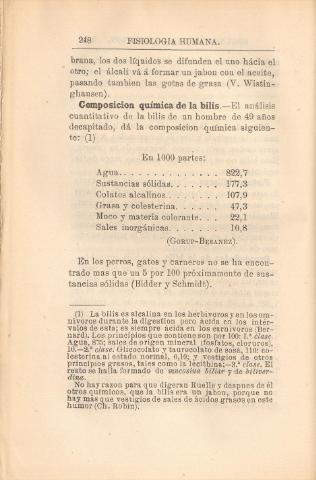 248 FISIOLOGÍA HUMANA.
brana, los dos líquidos se difunden el uno hácia el
otro; el álcali vá á formar un jabon con el aceite,
pasando tambien las gotas de grasa (V. Wistin-
ghausen).
Composicion química de la bilis.—El análisis
cuantitativo de la bilis de un hombre de 49 años
decapitado, dá la composicion química siguien-
te: (1)
En 1000 partes:
Agua. . . . . . . . . . . . . . 822,7
Sustancias sólidas. . . . . . . 177,3
Colatos alcalinos. . . . . . . 107,9
Grasa y colesterina. . . . . . 47,3
Moco y materia colorante. . . 22,1
Sales inorgánicas. . . . . . . 10,8
(GORUP-BESANEZ).
En los perros, gatos y carneros no se ha encon-
trado mas que un 5 por 100 próximamente de sus-
tancias sólidas (Bidder y Schmidt).
(1) La bilis es alcalina en los herbívoros y en los om-
nívoros durante la digestion pero ácida en los intér-
valos de esta; es siempre ácida en los carnívoros (Ber-
nard). Los principios que contiene son por 100: 1.ª clase.
Agua, 875; sales de orígen mineral (fosfatos, cloruros),
10.—2.ª clase. Glicocolato y taurocolato de sosa, 110; co-
lesterina al estado normal, 0,10; y vestigios de otros
principios grasos, tales como la lecithina;—3.ª clase. El
resto se halla formado de mucosina biliar y de biliver-
dina.
No hay razon para que digeran Ruelle y despues de él
otros químicos, que la bilis era un jabon, porque no
hay más que vestigios de sales de ácidos grasos en este
humor (Ch. Robin).